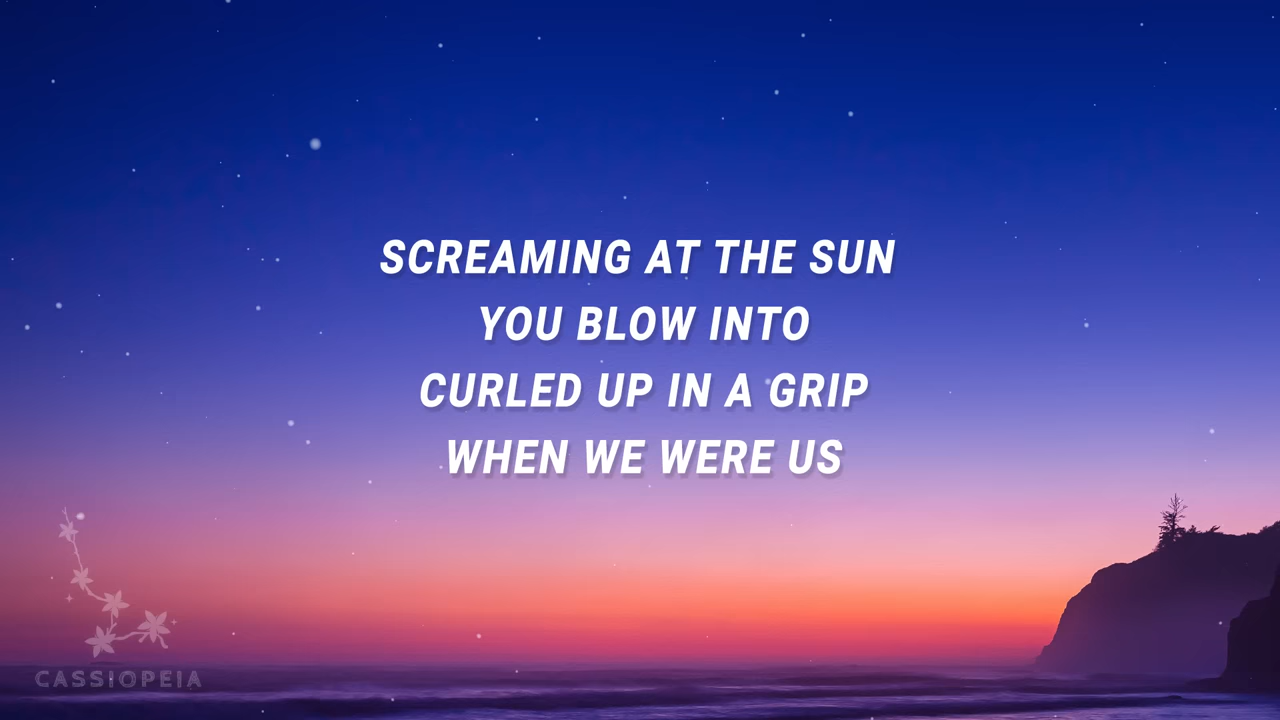 SCREAMING AT THE SUN
YOU BLOW INTO
CURLED UP IN A GRIP
WHEN WE WERE US
CASSIOPEIA